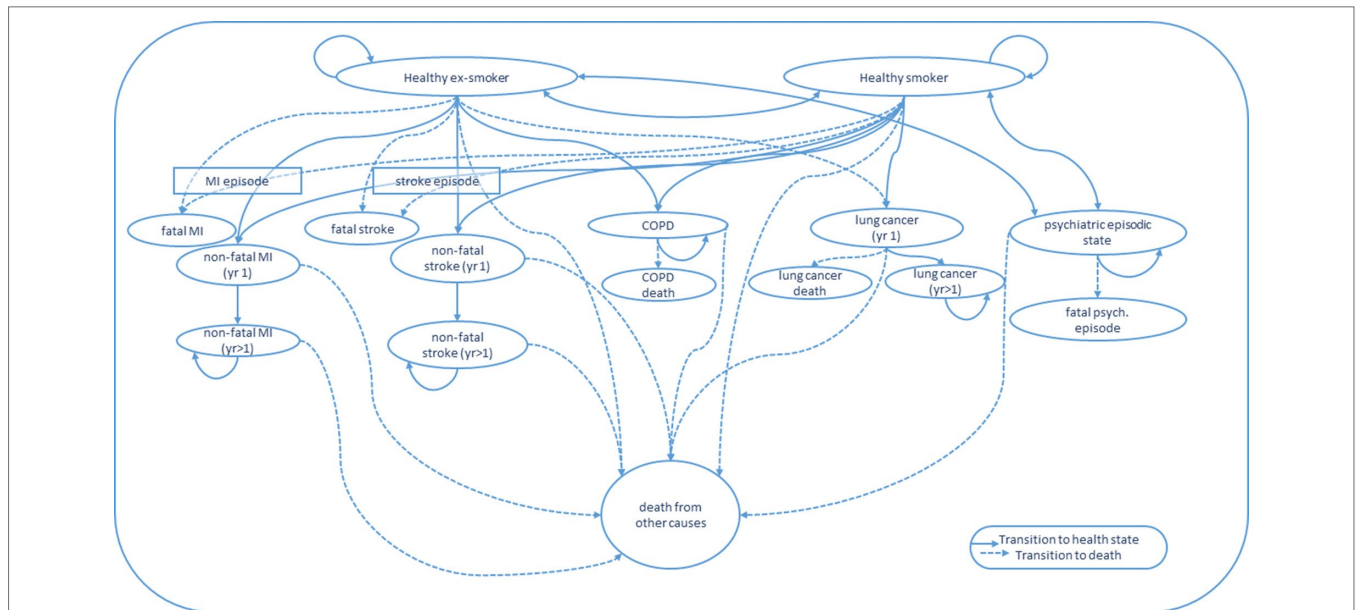 Healthy ex-smoker
Healthy smoker
MI episode
stroke episode
fatal MI
fatal stroke
COPD
lung cancer
(yr 1)
psychiatric episodic
state
non-fatal MI
(yr 1)
non-fatal
stroke (yr 1)
COPD
death
lung cancer
death
lung cancer
(yr>1)
fatal psych.
episode
non-fatal MI
(yr>1)
non-fatal
stroke (yr>1)
death from
other causes
Transition to health state
Transition to death